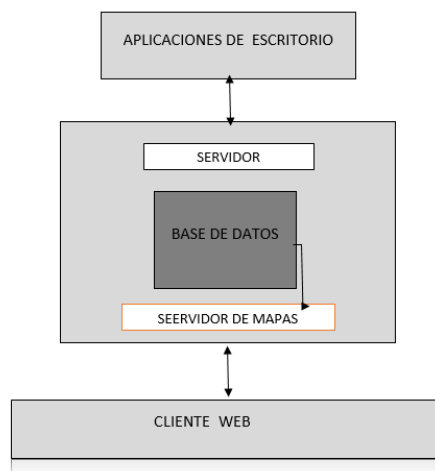 APLICACIONES DE ESCRITORIO
SERVIDOR
BASE DE DATOS
SEERVIDOR DE MAPAS
CLIENTE WEB